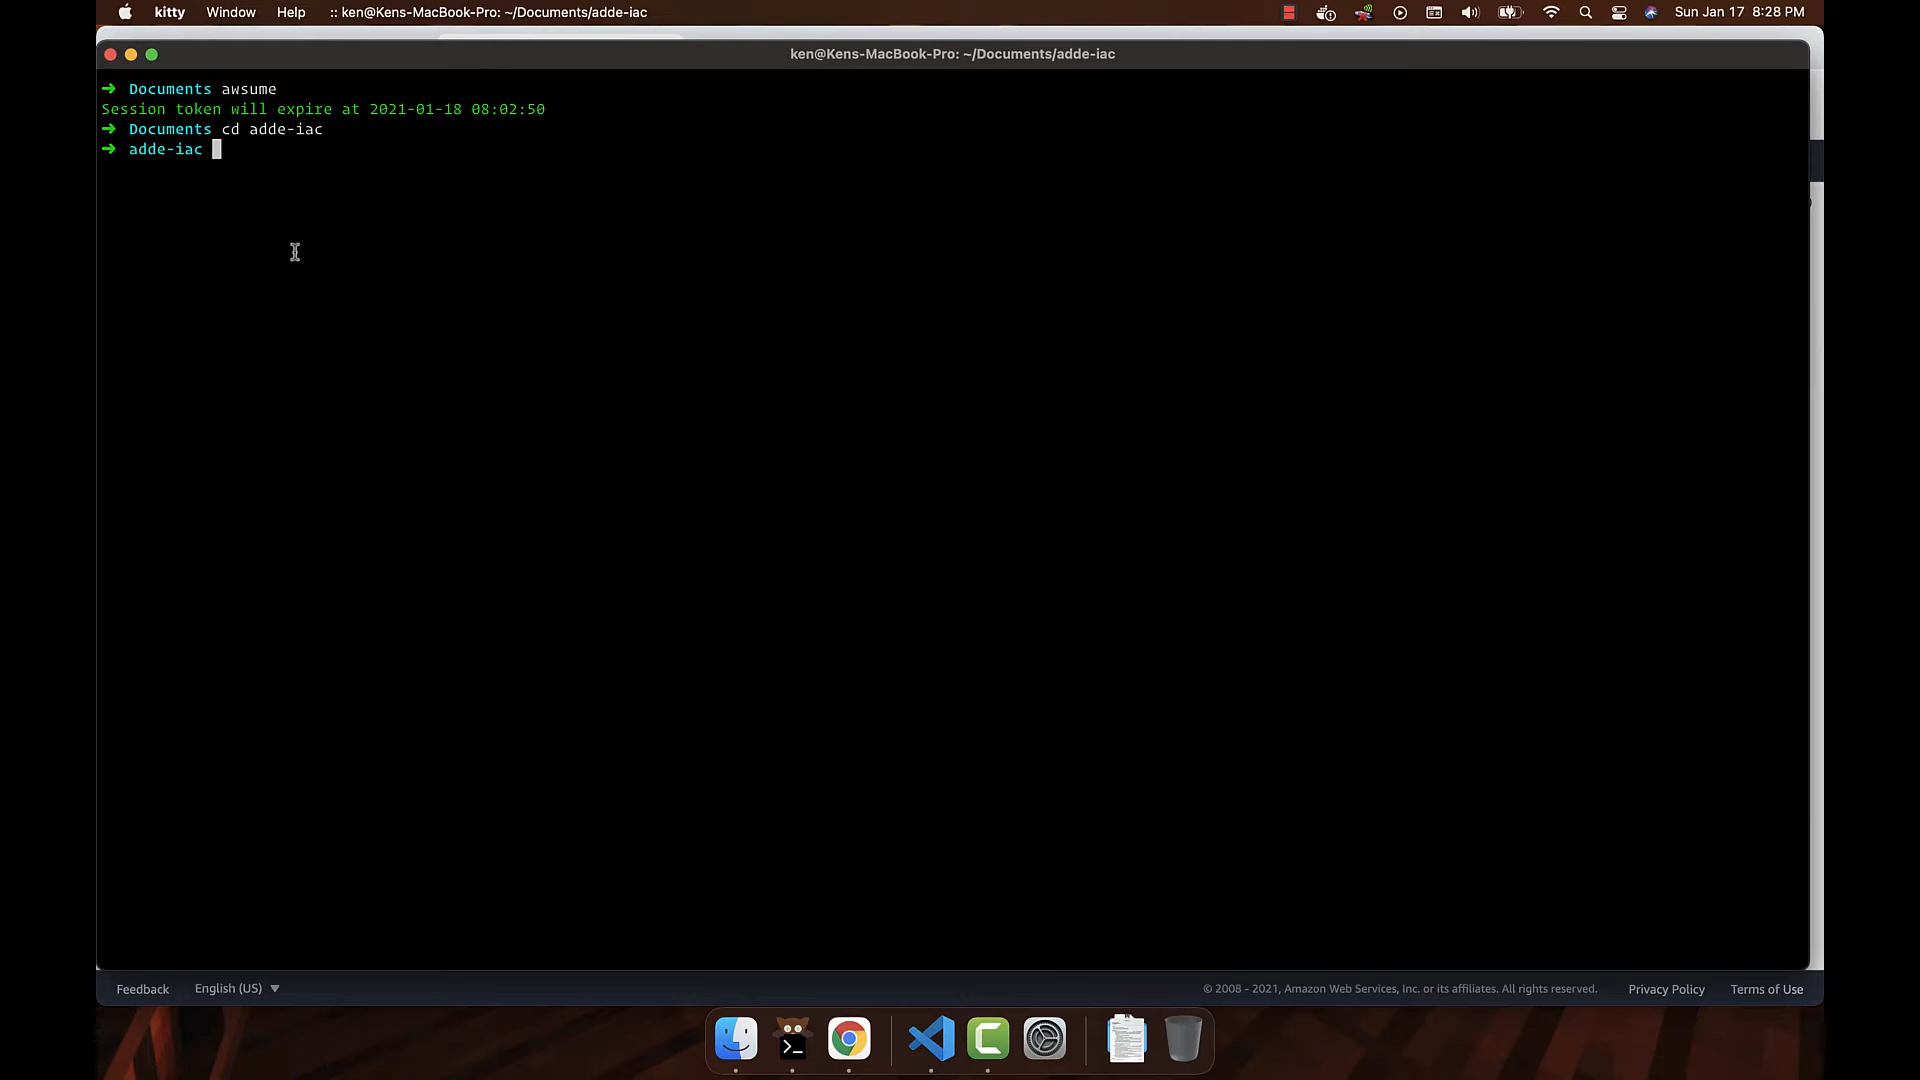 kitty Window Help :: ken@Kens-MacBook-Pro: ~/Documents/adde-iac Sun Jan 17 8:28 PM
ken@Kens-MacBook-Pro: ~/Documents/adde-iac
➜ Documents awsume
Session token will expire at 2021-01-18 08:02:50
➜ Documents cd adde-iac
➜ adde-iac
Feedback English (US) ▼ © 2008 - 2021, Amazon Web Services, Inc. or its affiliates. All rights reserved. Privacy Policy Terms of Use